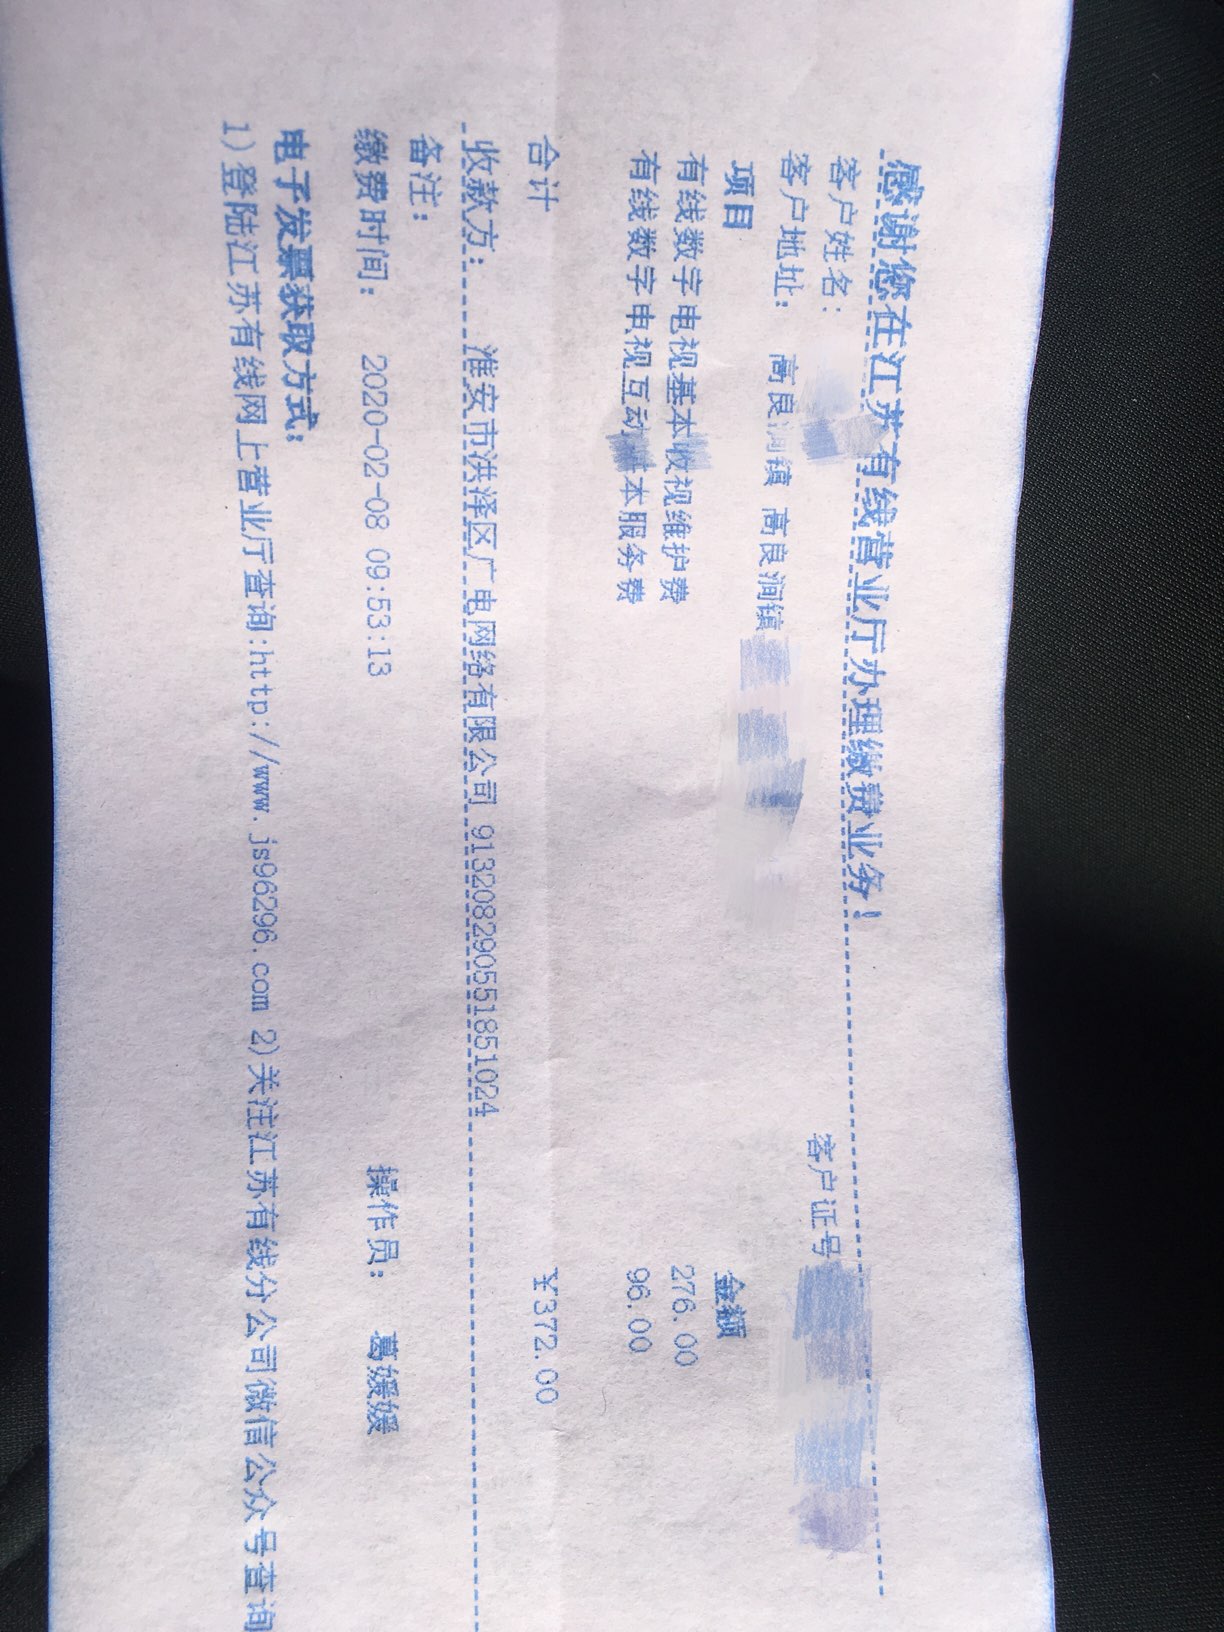 感谢您在江苏有线营业厅办理缴费业务！
客户姓名： 客户证号
客户地址： 高良涧镇 高良涧镇
项目 金额
有线数字电视基本收视维护费 276.00
有线数字电视互动基本服务费 96.00
合计 ￥372.00
收款方： 淮安市洪泽区广电网络有限公司 913208290551851024
备注：
缴费时间： 2020-02-08 09:53:13 操作员： 葛媛媛
电子发票获取方式：
1)登陆江苏有线网上营业厅查询:http://www.js96296.com 2)关注江苏有线分公司微信公众号查询